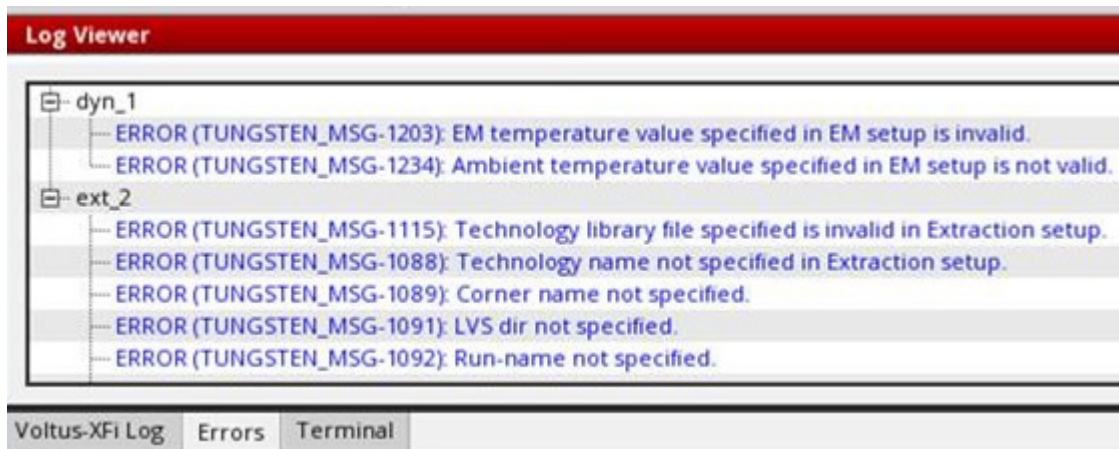 Log Viewer
dyn_1
ERROR (TUNGSTEN_MSG-1203): EM temperature value specified in EM setup is invalid.
ERROR (TUNGSTEN_MSG-1234): Ambient temperature value specified in EM setup is not valid.
ext_2
ERROR (TUNGSTEN_MSG-1115): Technology library file specified is invalid in Extraction setup.
ERROR (TUNGSTEN_MSG-1088): Technology name not specified in Extraction setup.
ERROR (TUNGSTEN_MSG-1089): Corner name not specified.
ERROR (TUNGSTEN_MSG-1091): LVS dir not specified.
ERROR (TUNGSTEN_MSG-1092): Run-name not specified.
Voltus-XFi Log Errors Terminal